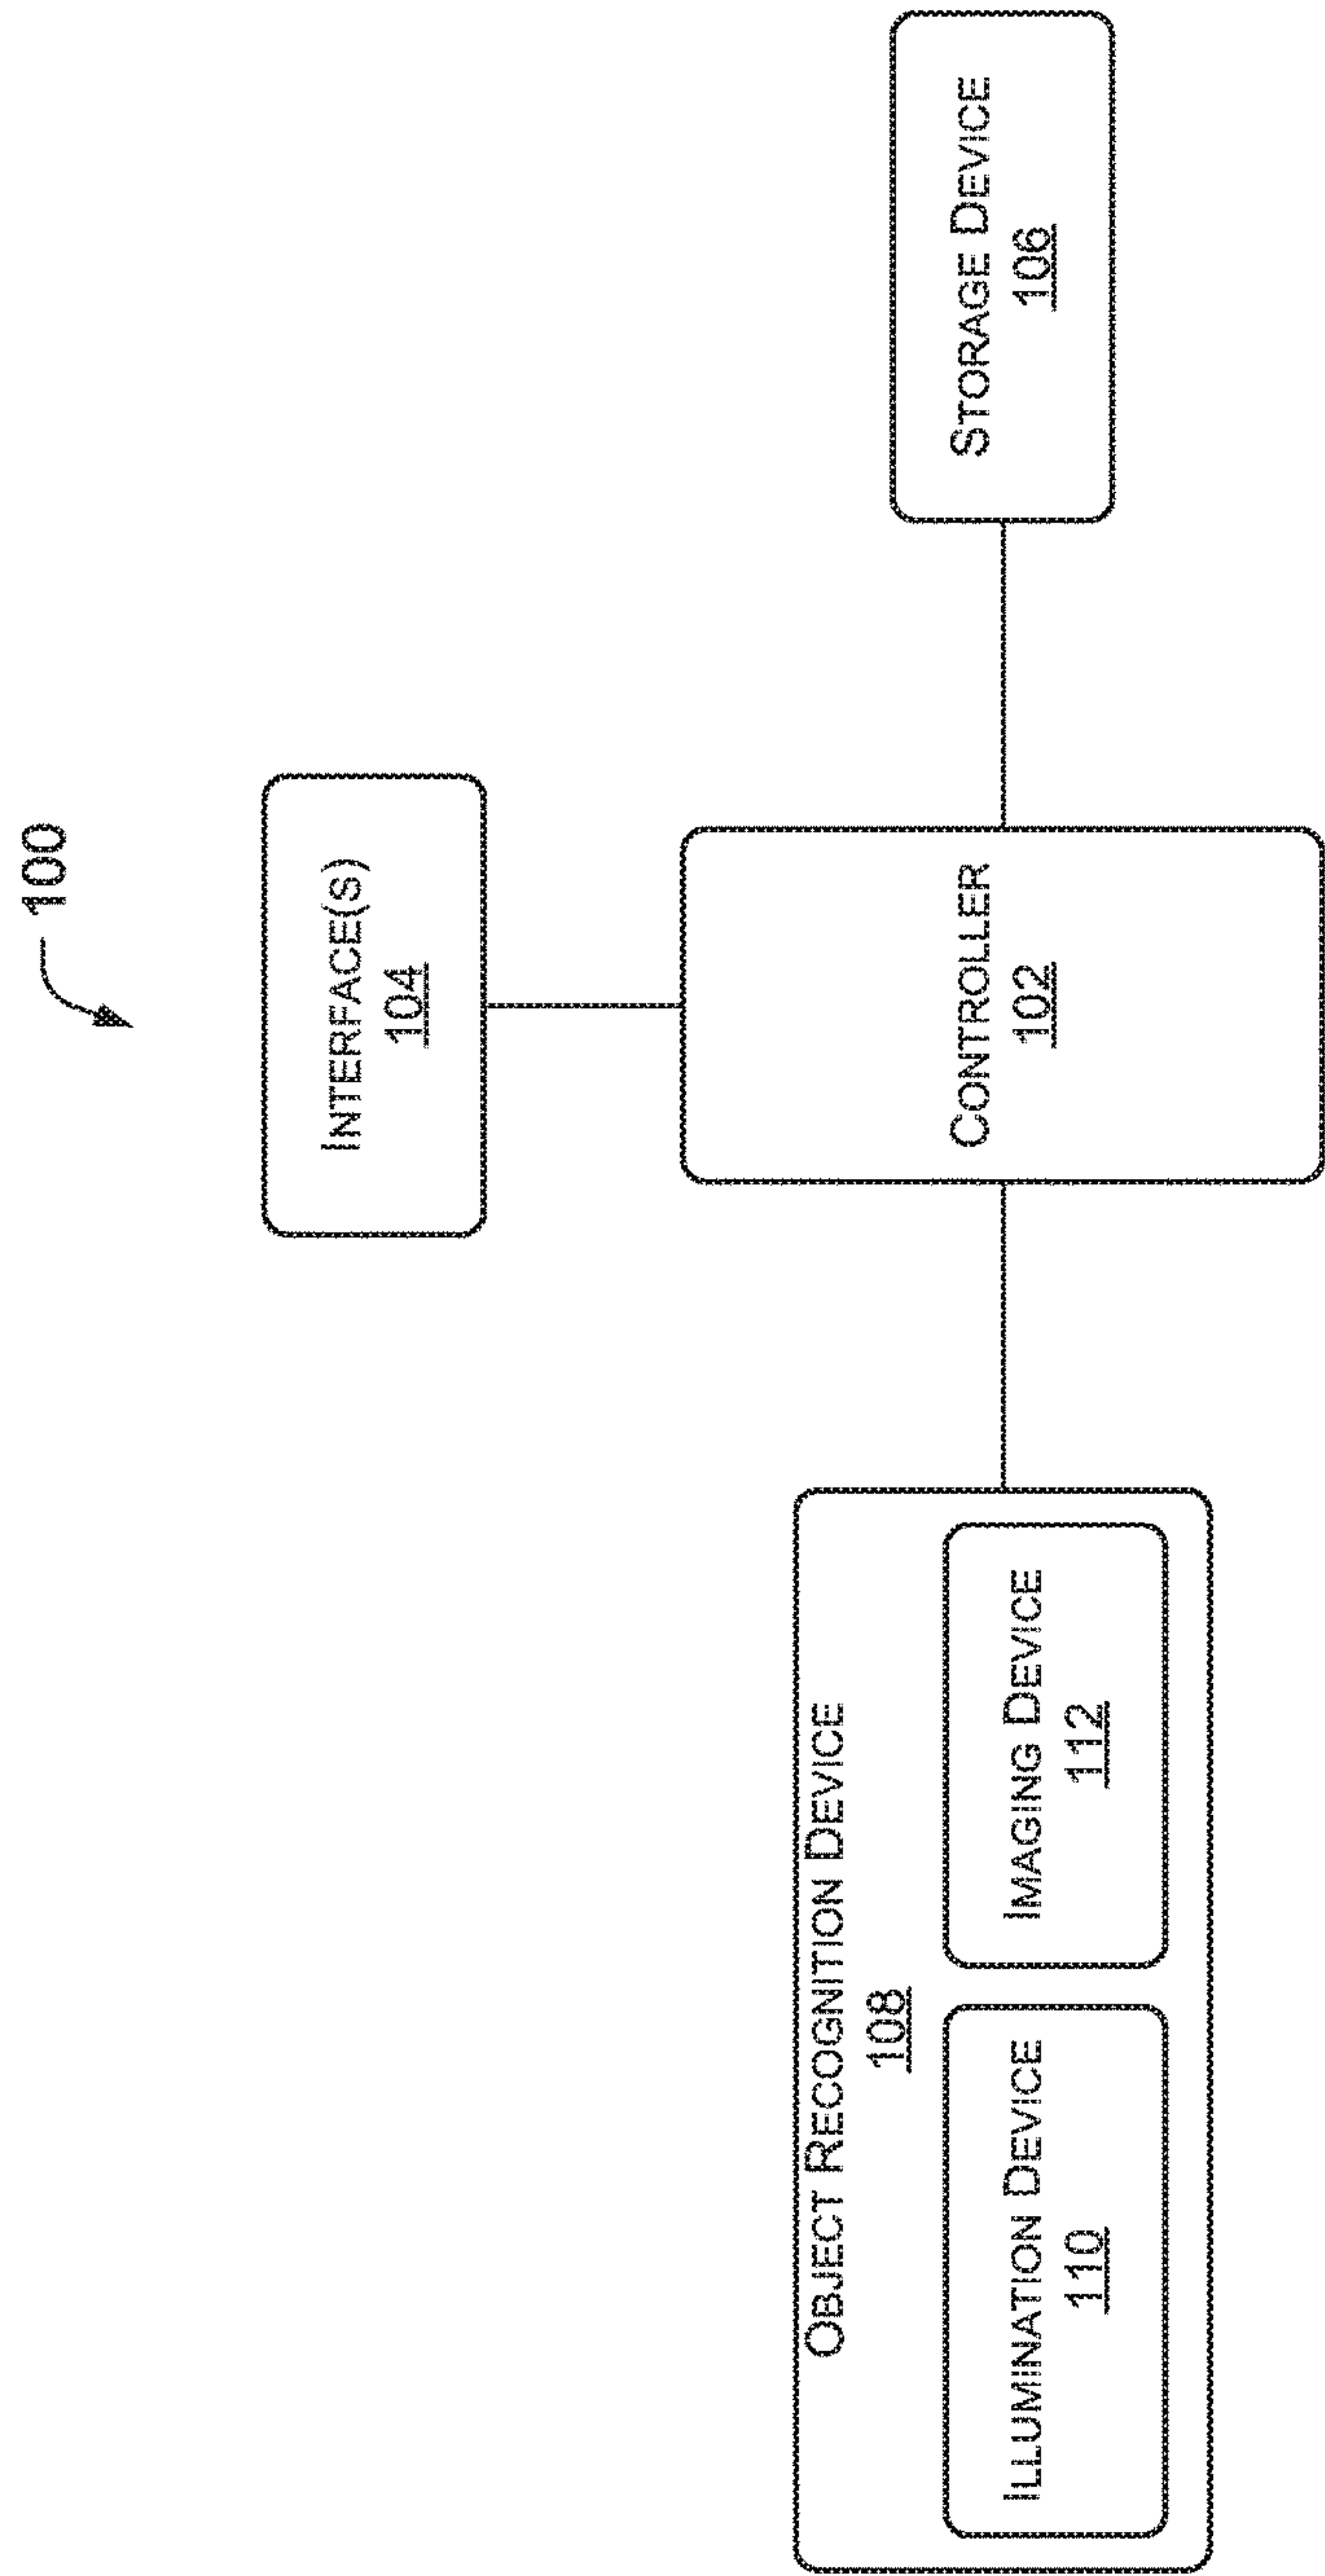 100
INTERFACE(S)
104
OBJECT RECOGNITION DEVICE
108
ILLUMINATION DEVICE
110
IMAGING DEVICE
112
CONTROLLER
102
STORAGE DEVICE
106